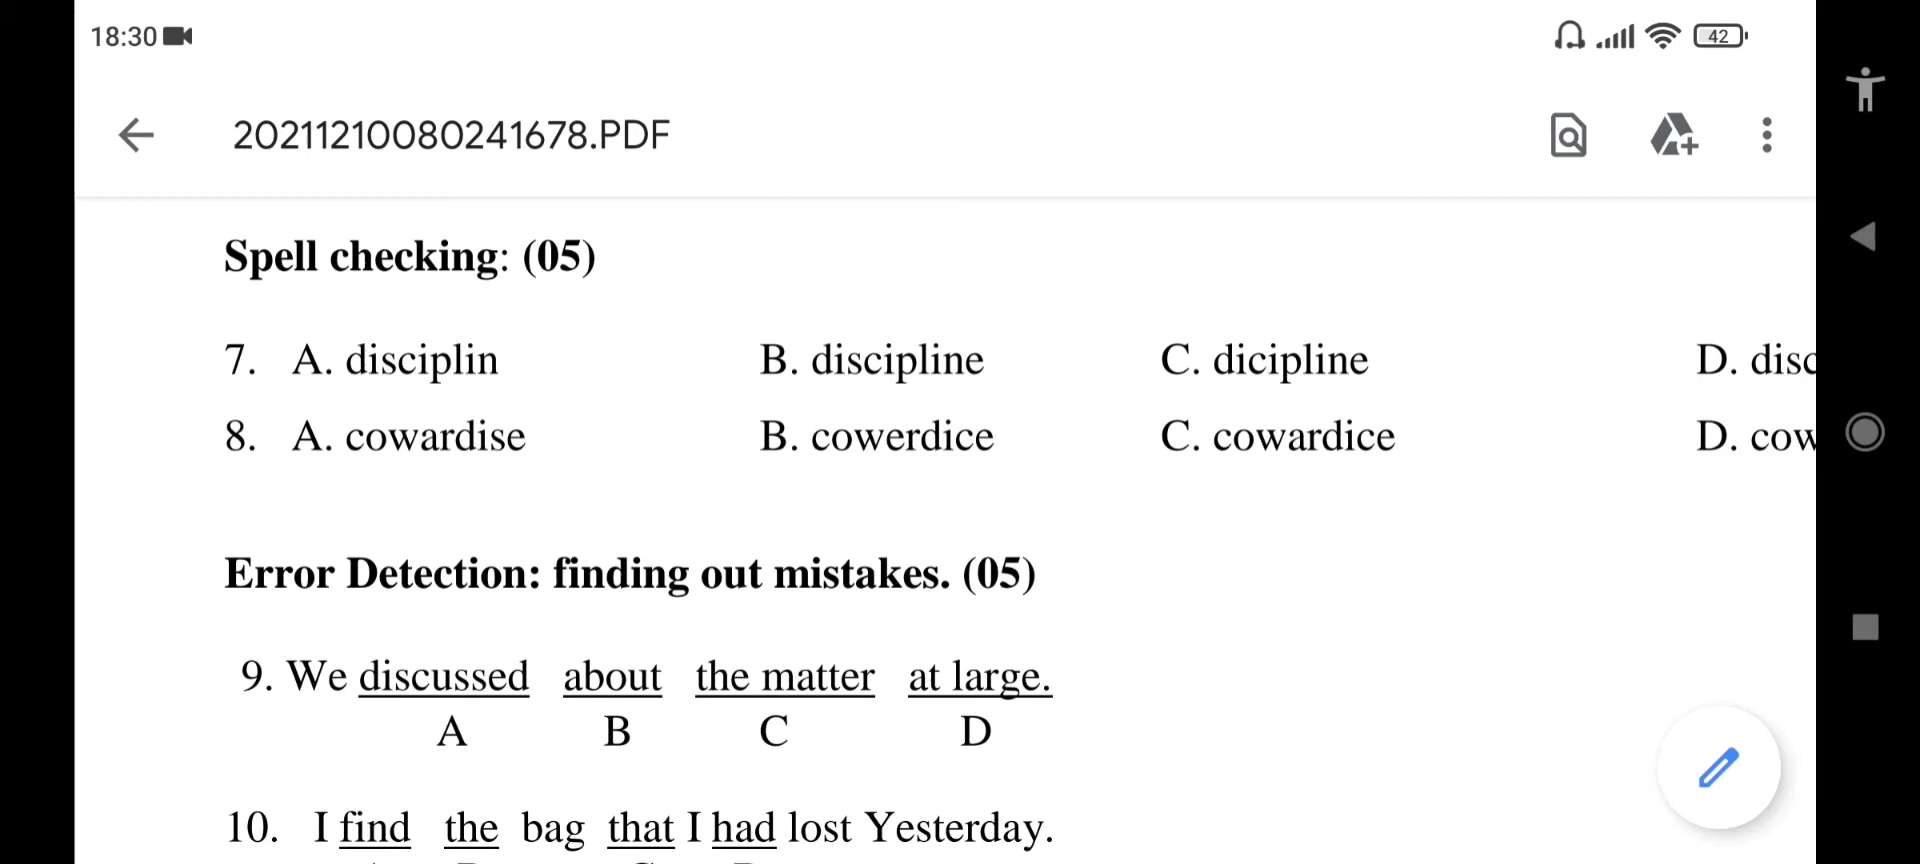 18:30
42
20211210080241678.PDF
Spell checking: (05)
7. A. disciplin B. discipline C. dicipline D. disc
8. A. cowardise B. cowerdice C. cowardice D. cow
Error Detection: finding out mistakes. (05)
9. We discussed about the matter at large.
A B C D
10. I find the bag that I had lost Yesterday.